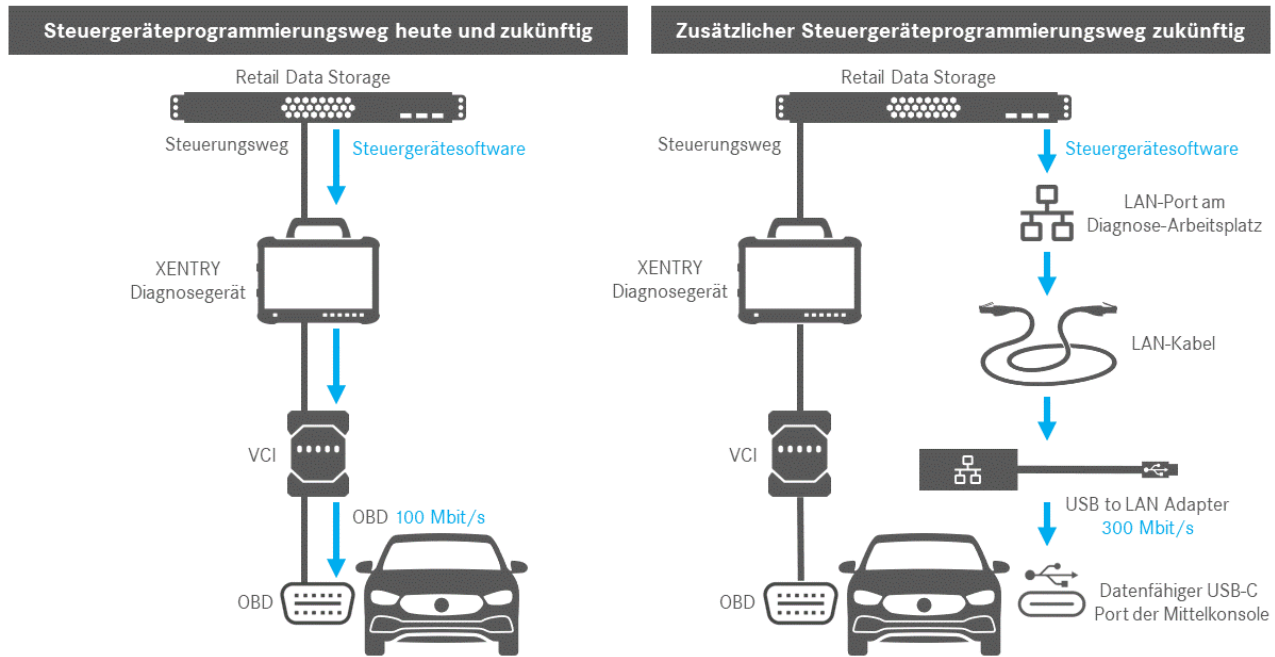 Steuergeräteprogrammierungsweg heute und zukünftig
Retail Data Storage
Steuerungsweg
Steuergerätesoftware
XENTRY
Diagnosegerät
VCI
OBD 100 Mbit/s
OBD
Zusätzlicher Steuergeräteprogrammierungsweg zukünftig
Retail Data Storage
Steuerungsweg
Steuergerätesoftware
LAN-Port am
Diagnose-Arbeitsplatz
XENTRY
Diagnosegerät
LAN-Kabel
VCI
USB to LAN Adapter
300 Mbit/s
OBD
Datenfähiger USB-C
Port der Mittelkonsole